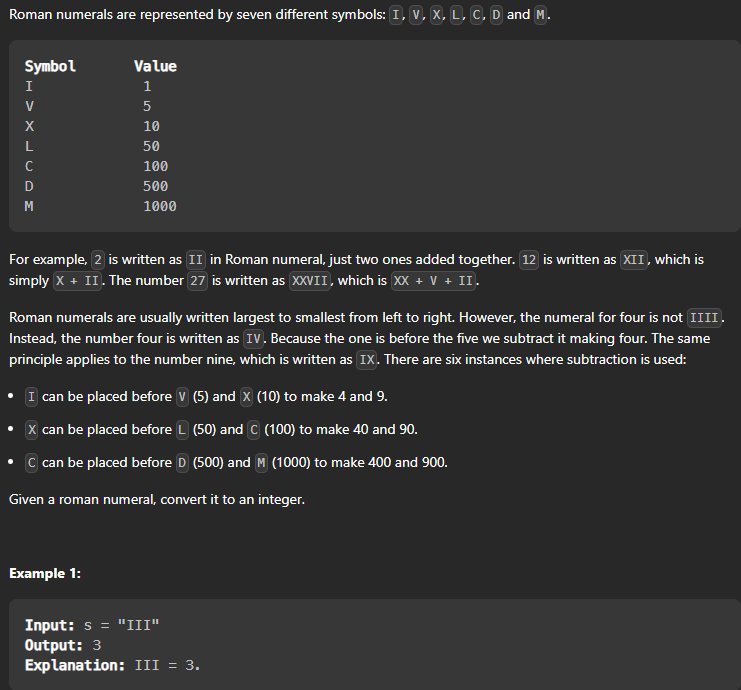 Roman numerals are represented by seven different symbols: I, V, X, L, C, D and M.
Symbol Value
I 1
V 5
X 10
L 50
C 100
D 500
M 1000
For example, 2 is written as II in Roman numeral, just two ones added together. 12 is written as XII, which is
simply X + II. The number 27 is written as XXVII, which is XX + V + II.
Roman numerals are usually written largest to smallest from left to right. However, the numeral for four is not IIII.
Instead, the number four is written as IV. Because the one is before the five we subtract it making four. The same
principle applies to the number nine, which is written as IX. There are six instances where subtraction is used:
• I can be placed before V (5) and X (10) to make 4 and 9.
• X can be placed before L (50) and C (100) to make 40 and 90.
• C can be placed before D (500) and M (1000) to make 400 and 900.
Given a roman numeral, convert it to an integer.
Example 1:
Input: s = "III"
Output: 3
Explanation: III = 3.